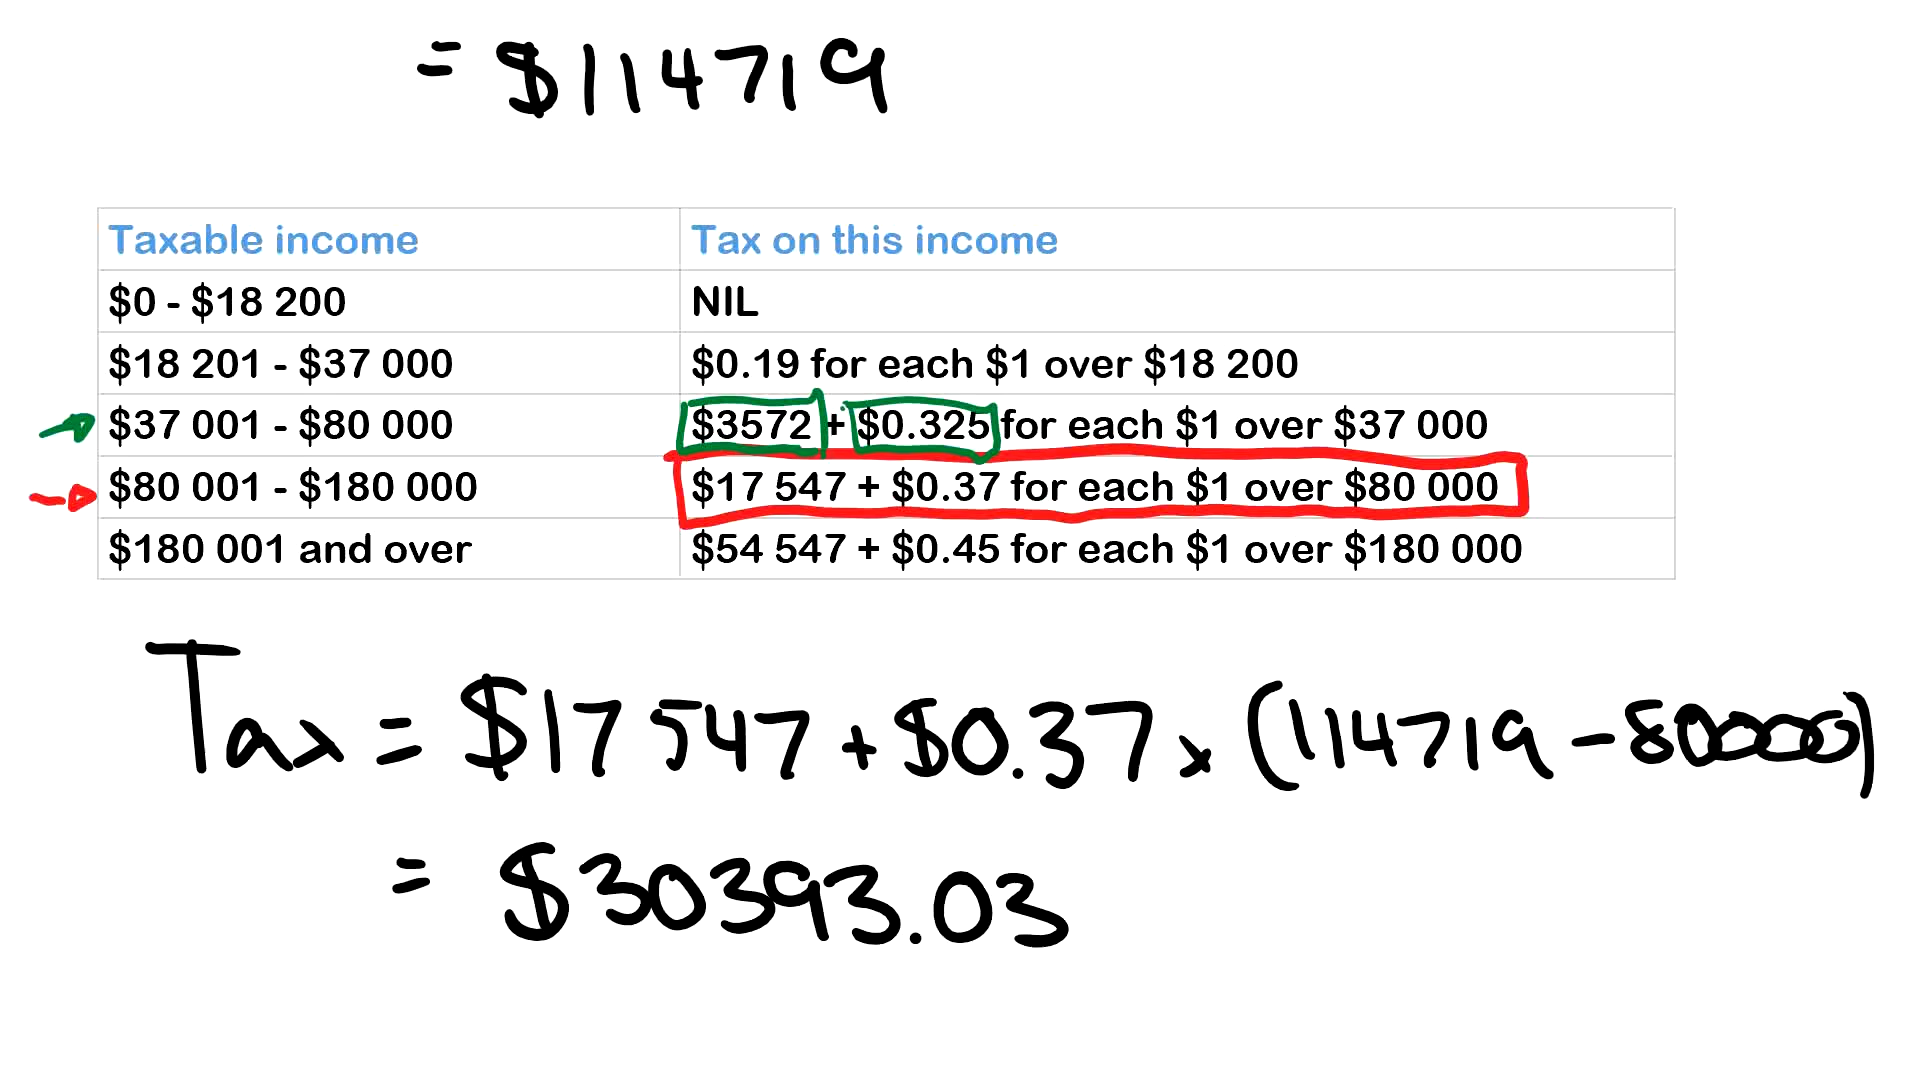 = $114719
Taxable income Tax on this income
$0 - $18 200 NIL
$18 201 - $37 000 $0.19 for each $1 over $18 200
$37 001 - $80 000 $3572 + $0.325 for each $1 over $37 000
$80 001 - $180 000 $17 547 + $0.37 for each $1 over $80 000
$180 001 and over $54 547 + $0.45 for each $1 over $180 000
Tax = $17547 + $0.37 x (114719 - 80000)
= $30393.03